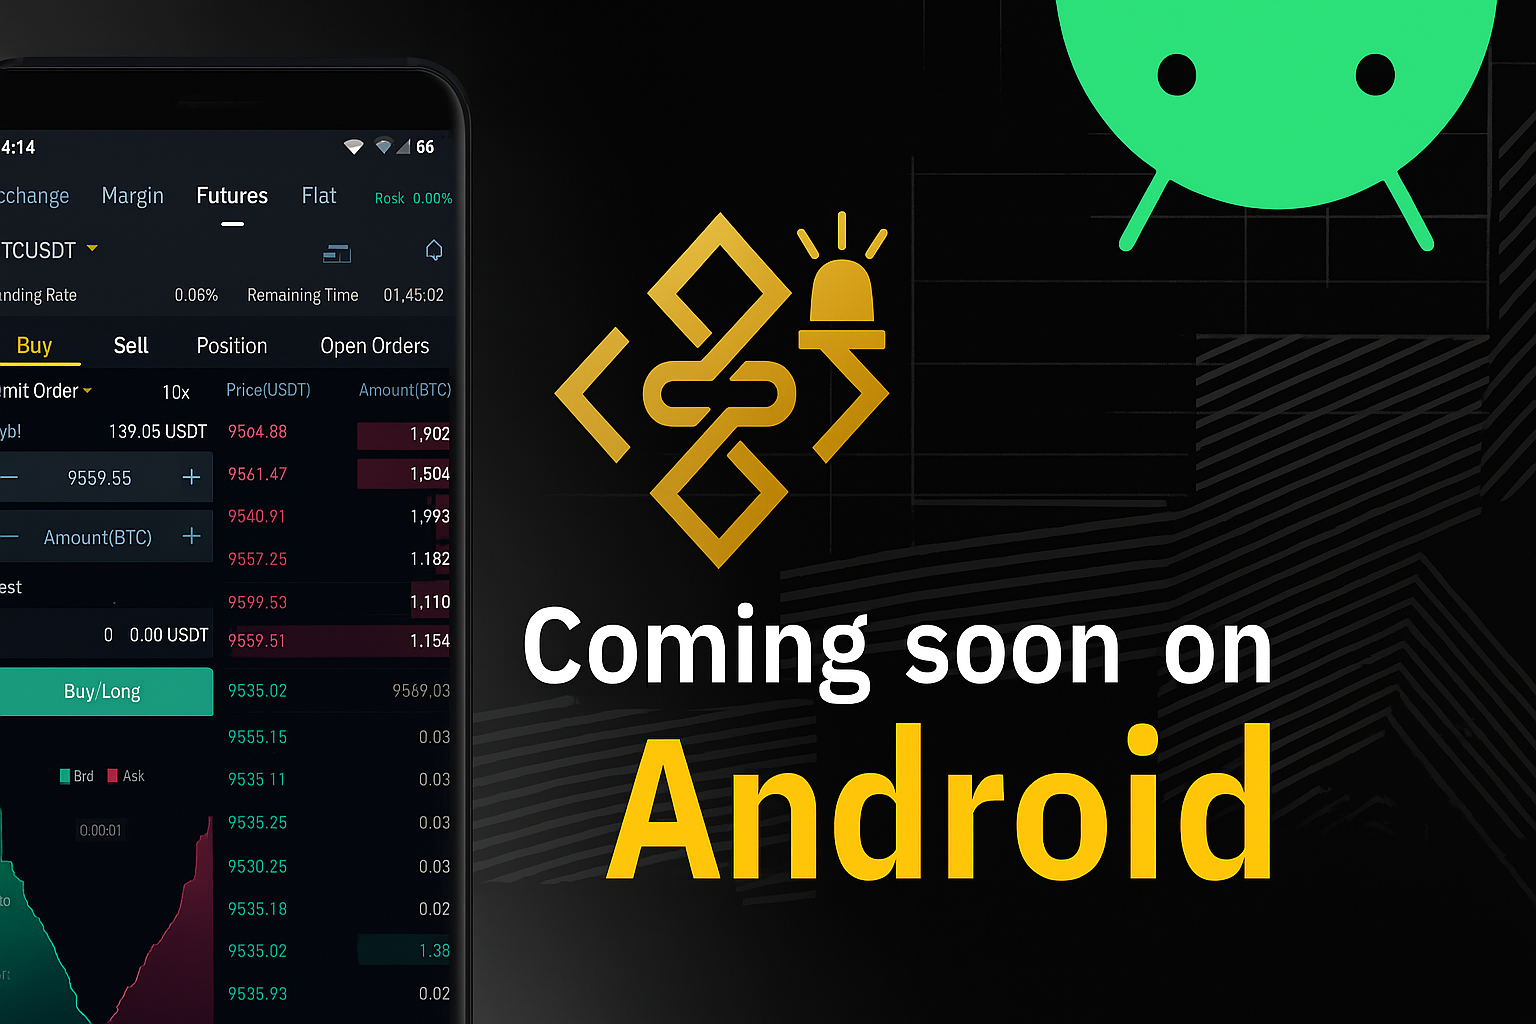 4:14 66
cchange Margin Futures Flat Rosk 0.00%
TCUSDT
anding Rate 0.06% Remaining Time 01,45:02
Buy Sell Position Open Orders
mit Order 10x Price(USDT) Amount(BTC)
yb! 139.05 USDT 9504.88 1,902
— 9559.55 + 9561.47 1,504
9540.91 1,993
— Amount(BTC) + 9557.25 1.182
est 9599.53 1,110
0 0.00 USDT 9559.51 1.154
Buy/Long 9535.02 9569,03
9555.15 0.03
Brd Ask 9535 11 0.03
0:00:01 9535.25 0.03
9530.25 0.03
to 9535.18 0.02
9535.02 1.38
9535.93 0.02
Coming soon on
Android